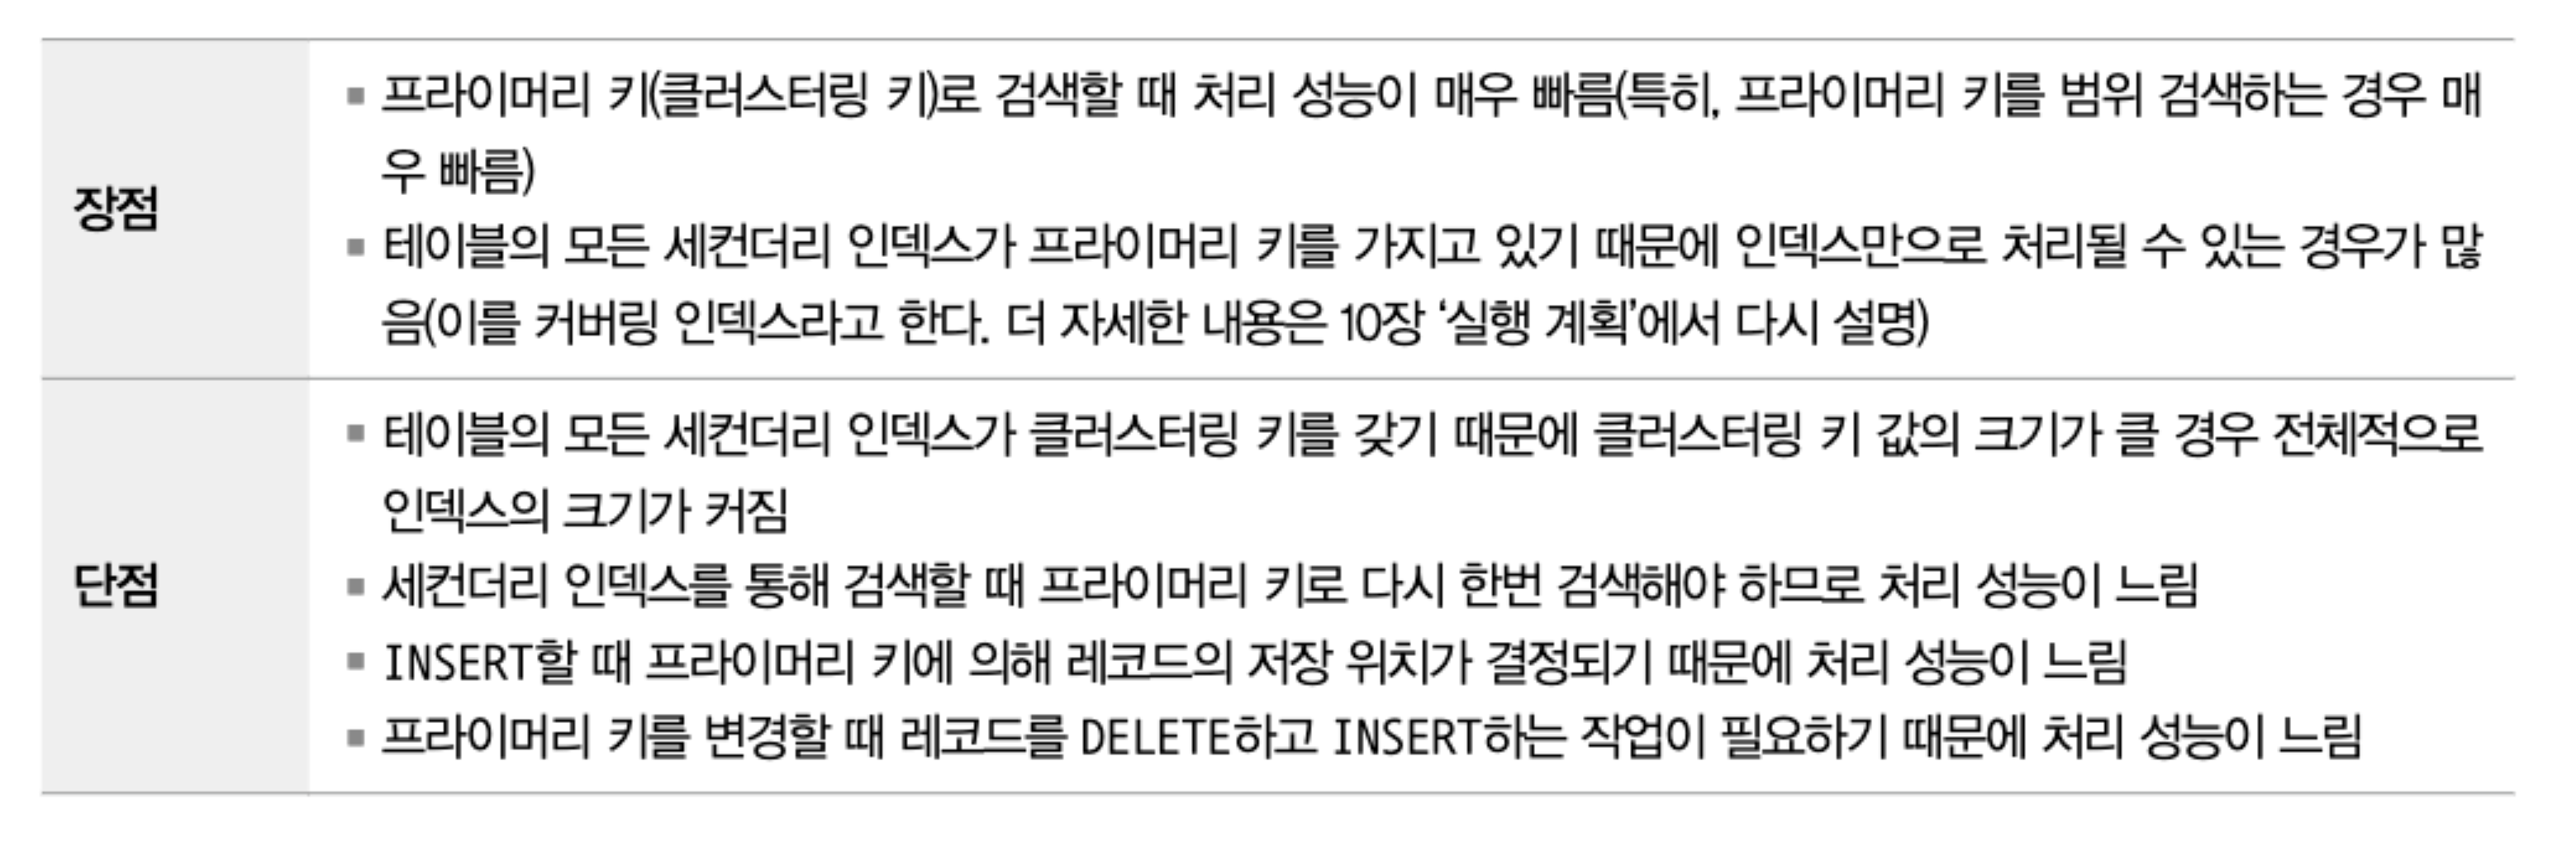 장점
▪ 프라이머리 키(클러스터링 키)로 검색할 때 처리 성능이 매우 빠름(특히, 프라이머리 키를 범위 검색하는 경우 매
우 빠름)
▪ 테이블의 모든 세컨더리 인덱스가 프라이머리 키를 가지고 있기 때문에 인덱스만으로 처리될 수 있는 경우가 많
음(이를 커버링 인덱스라고 한다. 더 자세한 내용은 10장 ‘실행 계획’에서 다시 설명)
단점
▪ 테이블의 모든 세컨더리 인덱스가 클러스터링 키를 갖기 때문에 클러스터링 키 값의 크기가 클 경우 전체적으로
인덱스의 크기가 커짐
▪ 세컨더리 인덱스를 통해 검색할 때 프라이머리 키로 다시 한번 검색해야 하므로 처리 성능이 느림
▪ INSERT할 때 프라이머리 키에 의해 레코드의 저장 위치가 결정되기 때문에 처리 성능이 느림
▪ 프라이머리 키를 변경할 때 레코드를 DELETE하고 INSERT하는 작업이 필요하기 때문에 처리 성능이 느림